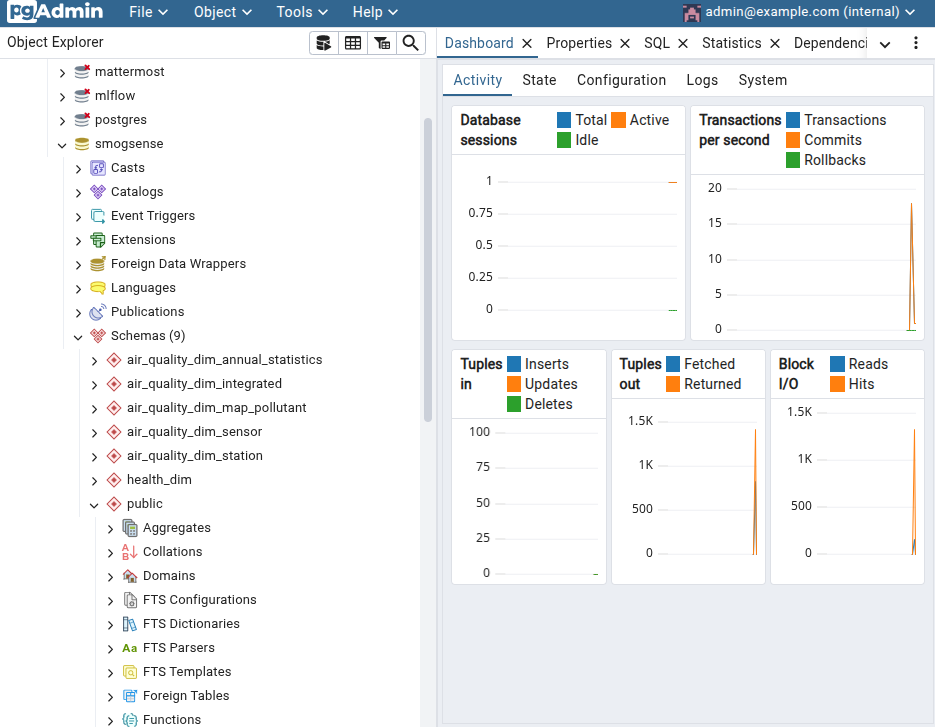 pgAdmin File Object Tools Help admin@example.com (internal)
Object Explorer
mattermost
mlflow
postgres
smogsense
Casts
Catalogs
Event Triggers
Extensions
Foreign Data Wrappers
Languages
Publications
Schemas (9)
air_quality_dim_annual_statistics
air_quality_dim_integrated
air_quality_dim_map_pollutant
air_quality_dim_sensor
air_quality_dim_station
health_dim
public
Aggregates
Collations
Domains
FTS Configurations
FTS Dictionaries
Aa FTS Parsers
FTS Templates
Foreign Tables
Functions
Dashboard Properties SQL Statistics Dependenci
Activity State Configuration Logs System
Database sessions
Total Active
Idle
1
0.75
0.5
0.25
0
Transactions per second
Transactions
Commits
Rollbacks
20
15
10
5
0
Tuples in
Inserts
Updates
Deletes
100
75
50
25
0
Tuples out
Fetched
Returned
1.5K
1K
500
0
Block I/O
Reads
Hits
1.5K
1K
500
0